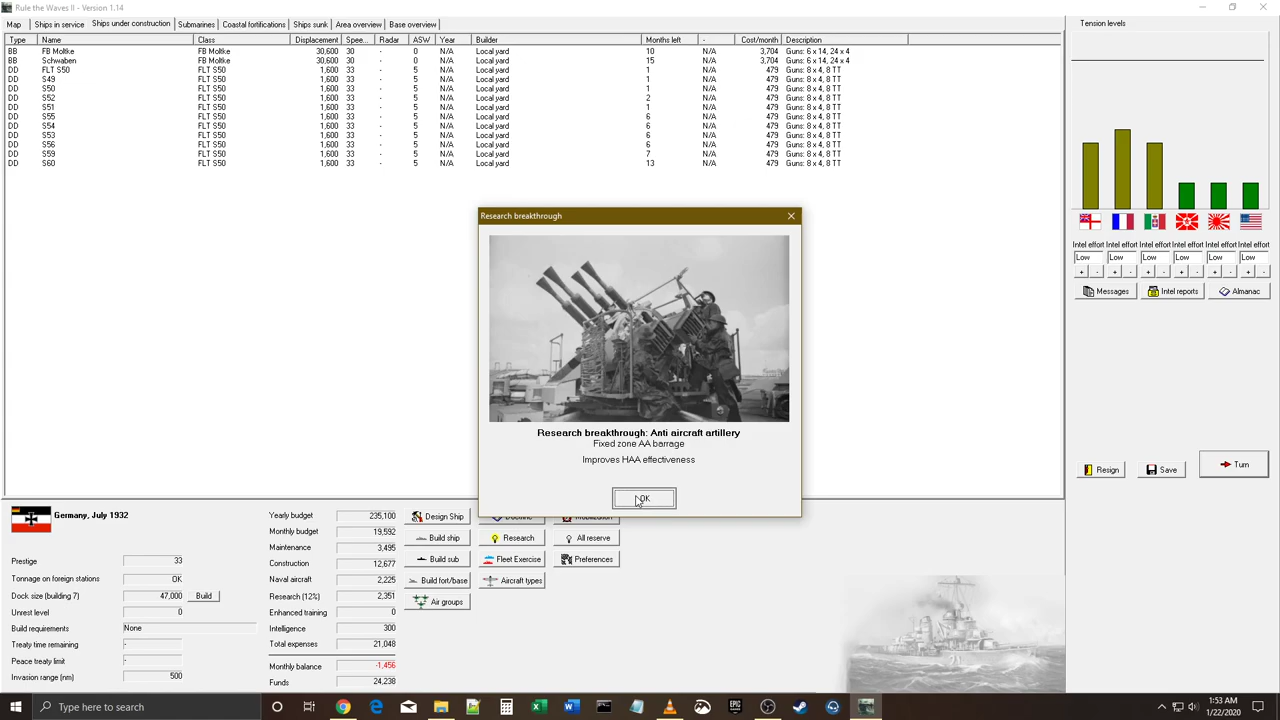 Rule the Waves II - Version 1.14
Map Ships in service Ships under construction Submarines Coastal fortifications Ships sunk Area overview Base overview
Type Name Class Displacement Spee... Radar ASW Year Builder Months left - Cost/month Description
BB FB Moltke FB Moltke 30,600 30 - 0 N/A Local yard 10 N/A 3,704 Guns: 6 x 14, 24 x 4
BB Schwaben FB Moltke 30,600 30 - 0 N/A Local yard 15 N/A 3,704 Guns: 6 x 14, 24 x 4
DD FLT S50 FLT S50 1,600 33 - 5 N/A Local yard 1 N/A 479 Guns: 8 x 4, 8 TT
DD S49 FLT S50 1,600 33 - 5 N/A Local yard 1 N/A 479 Guns: 8 x 4, 8 TT
DD S50 FLT S50 1,600 33 - 5 N/A Local yard 1 N/A 479 Guns: 8 x 4, 8 TT
DD S52 FLT S50 1,600 33 - 5 N/A Local yard 2 N/A 479 Guns: 8 x 4, 8 TT
DD S51 FLT S50 1,600 33 - 5 N/A Local yard 1 N/A 479 Guns: 8 x 4, 8 TT
DD S55 FLT S50 1,600 33 - 5 N/A Local yard 6 N/A 479 Guns: 8 x 4, 8 TT
DD S54 FLT S50 1,600 33 - 5 N/A Local yard 6 N/A 479 Guns: 8 x 4, 8 TT
DD S53 FLT S50 1,600 33 - 5 N/A Local yard 6 N/A 479 Guns: 8 x 4, 8 TT
DD S56 FLT S50 1,600 33 - 5 N/A Local yard 6 N/A 479 Guns: 8 x 4, 8 TT
DD S59 FLT S50 1,600 33 - 5 N/A Local yard 7 N/A 479 Guns: 8 x 4, 8 TT
DD S60 FLT S50 1,600 33 - 5 N/A Local yard 13 N/A 479 Guns: 8 x 4, 8 TT
Tension levels
Intel effort Intel effort Intel effort Intel effort Intel effort Intel effort
Low Low Low Low Low Low
+ - + - + - + - + - + -
Messages Intel reports Almanac
Resign Save Turn
Research breakthrough
Research breakthrough: Anti aircraft artillery
Fixed zone AA barrage
Improves HAA effectiveness
OK
Germany, July 1932
Prestige 33
Tonnage on foreign stations OK
Dock size (building 7) 47,000 Build
Unrest level 0
Build requirements None
Treaty time remaining -
Peace treaty limit -
Invasion range (nm) 500
Yearly budget 235,100
Monthly budget 19,592
Maintenance 3,495
Construction 12,677
Naval aircraft 2,225
Research (12%) 2,351
Enhanced training 0
Intelligence 300
Total expenses 21,048
Monthly balance -1,456
Funds 24,238
Design Ship Doctrine Mobilization
Build ship Research All reserve
Build sub Fleet Exercise Preferences
Build fort/base Aircraft types
Air groups
Type here to search
1:53 AM
1/22/2020